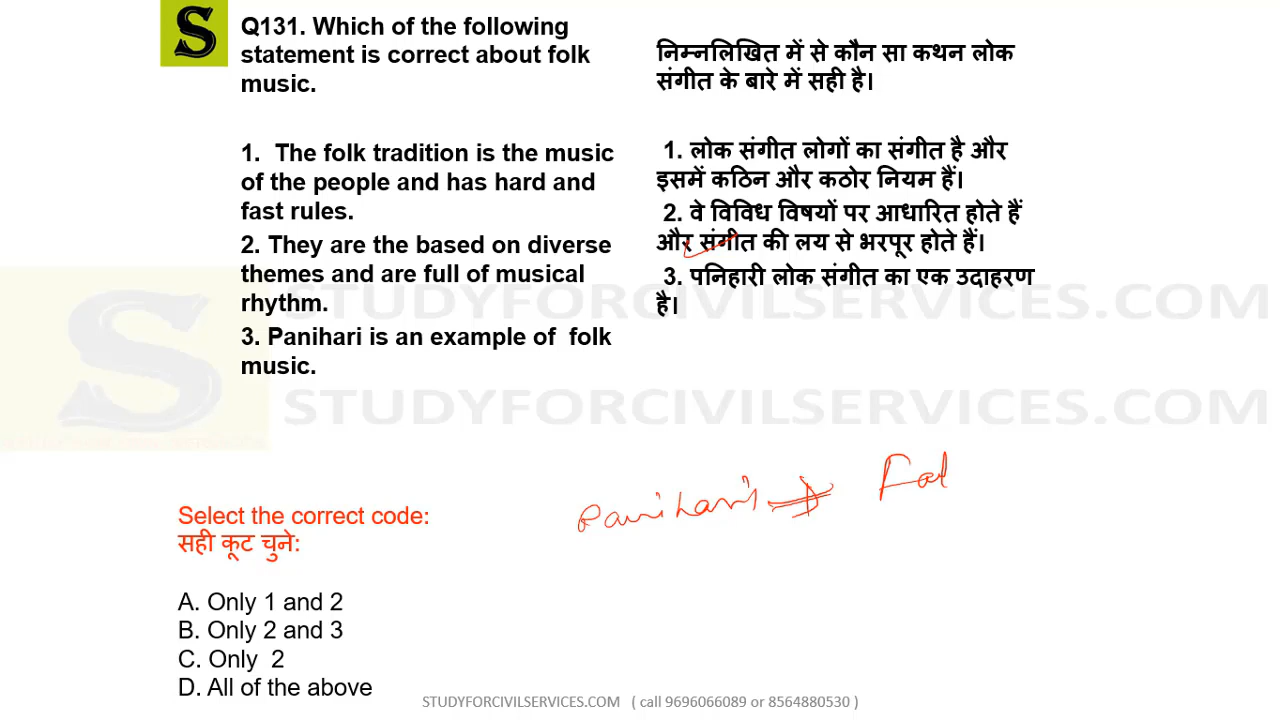 S
Q131. Which of the following
statement is correct about folk
music.
निम्नलिखित में से कौन सा कथन लोक
संगीत के बारे में सही है।
1. The folk tradition is the music
of the people and has hard and
fast rules.
2. They are the based on diverse
themes and are full of musical
rhythm.
3. Panihari is an example of folk
music.
1. लोक संगीत लोगों का संगीत है और
इसमें कठिन और कठोर नियम हैं।
2. वे विविध विषयों पर आधारित होते हैं
और संगीत की लय से भरपूर होते हैं।
3. पनिहारी लोक संगीत का एक उदाहरण
है।
S
STUDYFORCIVILSERVICES.COM
STUDYFORCIVILSERVICES.COM
Panihari
Select the correct code:
सही कूट चुने:
A. Only 1 and 2
B. Only 2 and 3
C. Only 2
D. All of the above
STUDYFORCIVILSERVICES.COM ( call 9696066089 or 8564880530 )